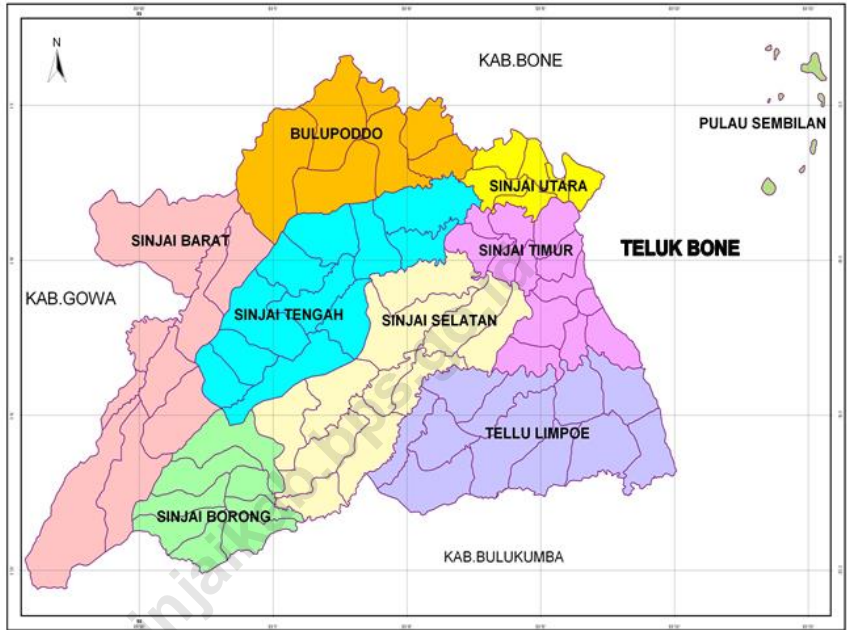 N
KAB.BONE
BULUPODDO
PULAU SEMBILAN
SINJAI UTARA
SINJAI BARAT
SINJAI TIMUR
TELUK BONE
KAB.GOWA
SINJAI TENGAH
SINJAI SELATAN
TELLU LIMPOE
SINJAI BORONG
KAB.BULUKUMBA